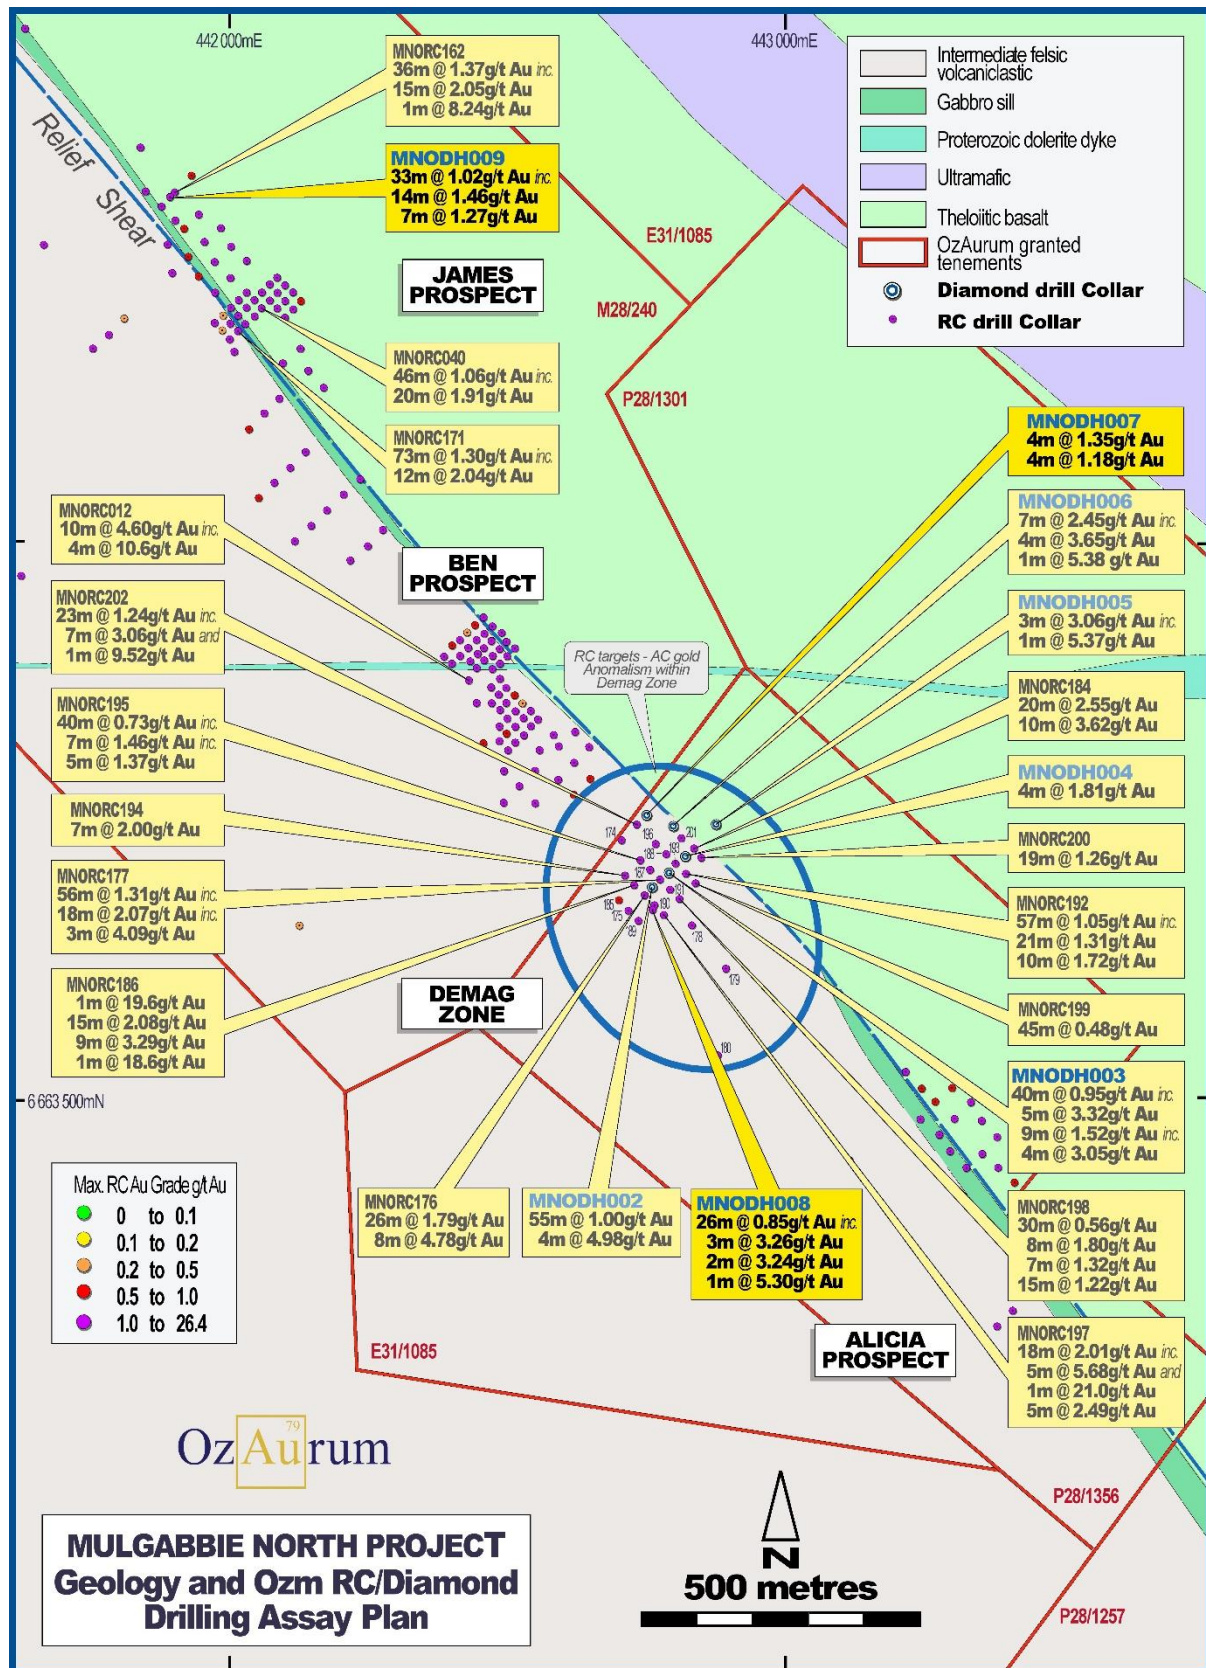 442 000mE
443 000mE
Intermediate felsic
volcaniclastic
Gabbro sill
Proterozoic dolerite dyke
Ultramafic
Theloiitic basalt
OzAurum granted
tenements
Diamond drill Collar
RC drill Collar
Relief Shear
MNORC162
36m @ 1.37g/t Au inc.
15m @ 2.05g/t Au
1m @ 8.24g/t Au
MNODH009
33m @ 1.02g/t Au inc.
14m @ 1.46g/t Au
7m @ 1.27g/t Au
JAMES
PROSPECT
E31/1085
M28/240
P28/1301
MNORC040
46m @ 1.06g/t Au inc.
20m @ 1.91g/t Au
MNORC171
73m @ 1.30g/t Au inc.
12m @ 2.04g/t Au
MNODH007
4m @ 1.35g/t Au
4m @ 1.18g/t Au
MNORC012
10m @ 4.60g/t Au inc.
4m @ 10.6g/t Au
MNODH006
7m @ 2.45g/t Au inc.
4m @ 3.65g/t Au
1m @ 5.38 g/t Au
BEN
PROSPECT
MNORC202
23m @ 1.24g/t Au inc.
7m @ 3.06g/t Au and
1m @ 9.52g/t Au
MNODH005
3m @ 3.06g/t Au inc.
1m @ 5.37g/t Au
RC targets - AC gold
Anomalism within
Demag Zone
MNORC195
40m @ 0.73g/t Au inc.
7m @ 1.46g/t Au inc.
5m @ 1.37g/t Au
MNORC184
20m @ 2.55g/t Au
10m @ 3.62g/t Au
MNODH004
4m @ 1.81g/t Au
MNORC194
7m @ 2.00g/t Au
MNORC200
19m @ 1.26g/t Au
174
196
201
188
193
187
191
185
175
190
189
178
179
180
MNORC177
56m @ 1.31g/t Au
18m @ 2.07g/t Au inc.
3m @ 4.09g/t Au
MNORC192
57m @ 1.05g/t Au inc.
21m @ 1.31g/t Au
10m @ 1.72g/t Au
MNORC186
1m @ 19.6g/t Au
15m @ 2.08g/t Au
9m @ 3.29g/t Au
1m @ 18.6g/t Au
DEMAG
ZONE
MNORC199
45m @ 0.48g/t Au
MNODH003
40m @ 0.95g/t Au inc.
5m @ 3.32g/t Au
9m @ 1.52g/t Au inc.
4m @ 3.05g/t Au
6 663 500mN
Max. RC Au Grade g/t Au
0 to 0.1
0.1 to 0.2
0.2 to 0.5
0.5 to 1.0
1.0 to 26.4
MNORC176
26m @ 1.79g/t Au
8m @ 4.78g/t Au
MNODH002
55m @ 1.00g/t Au
4m @ 4.98g/t Au
MNODH008
26m @ 0.85g/t Au inc.
3m @ 3.26g/t Au
2m @ 3.24g/t Au
1m @ 5.30g/t Au
MNORC198
30m @ 0.56g/t Au
8m @ 1.80g/t Au
7m @ 1.32g/t Au
15m @ 1.22g/t Au
E31/1085
ALICIA
PROSPECT
MNORC197
18m @ 2.01g/t Au inc.
5m @ 5.68g/t Au and
1m @ 21.0g/t Au
5m @ 2.49g/t Au
79
OzAurum
P28/1356
P28/1257
MULGABBIE NORTH PROJECT
Geology and Ozm RC/Diamond
Drilling Assay Plan
N
500 metres